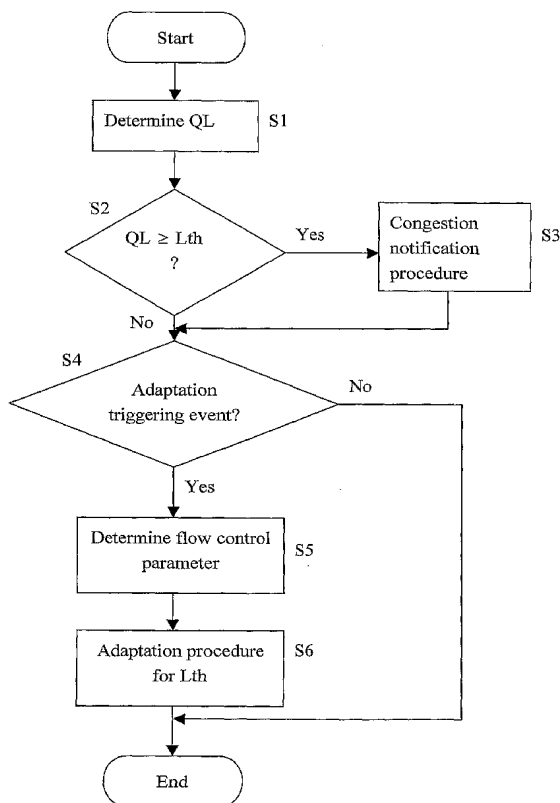 Start
Determine QL
S1
S2
QL ≥ Lth
?
Yes
Congestion
notification
procedure
S3
No
S4
Adaptation
triggering event?
No
Yes
Determine flow control
parameter
S5
Adaptation procedure
for Lth
S6
End